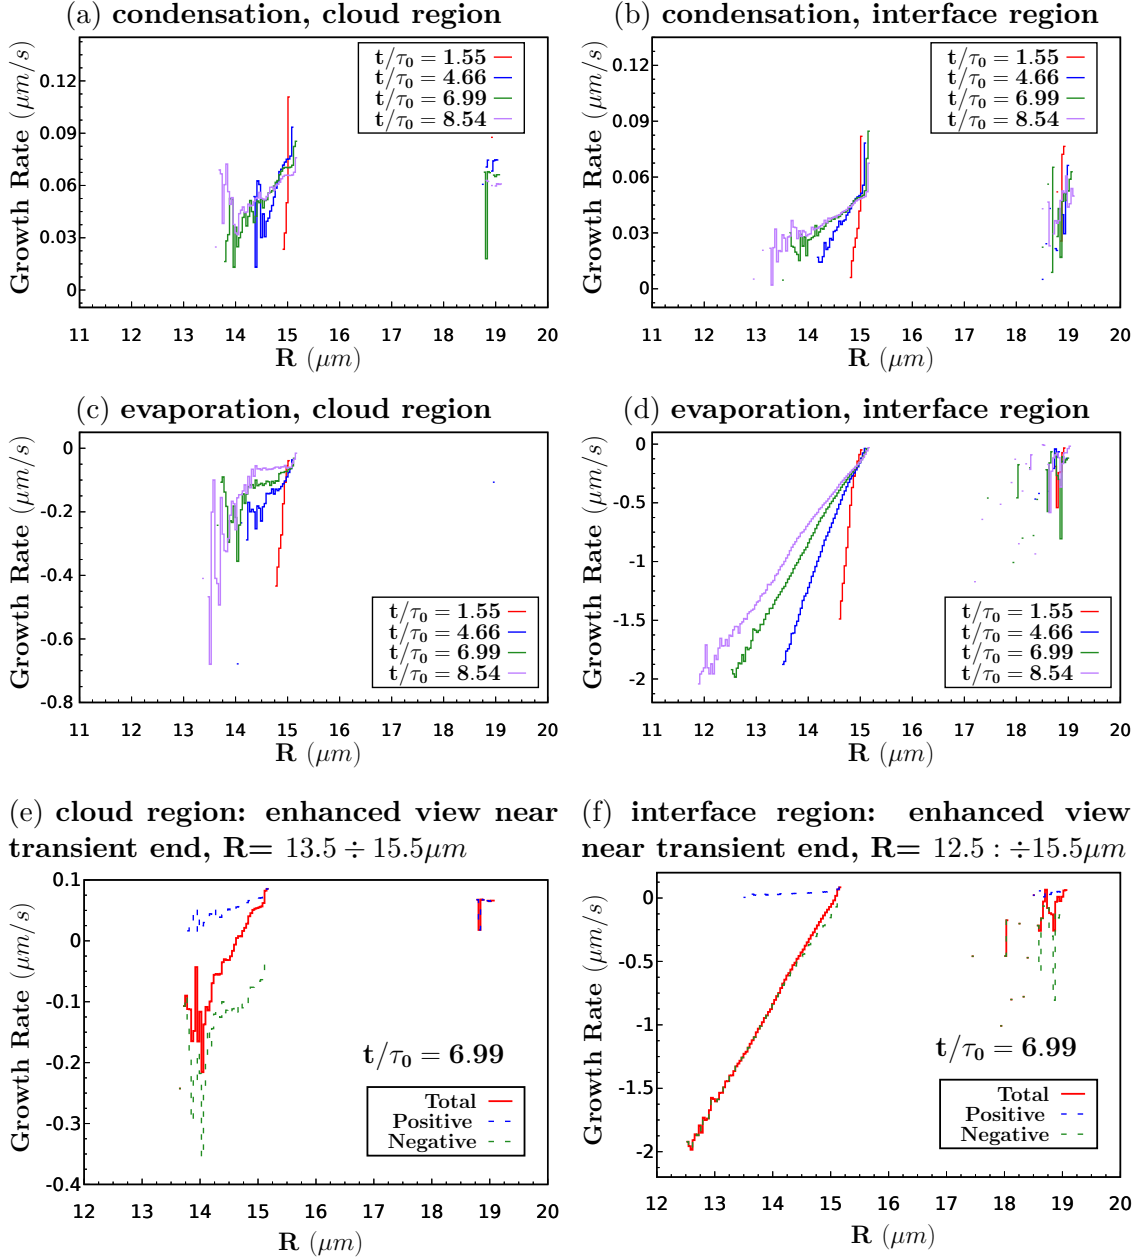 (a) condensation, cloud region
Growth Rate (μm/s)
0.12
0.09
0.06
0.03
0
t/τ₀ = 1.55
t/τ₀ = 4.66
t/τ₀ = 6.99
t/τ₀ = 8.54
11 12 13 14 15 16 17 18 19 20
R (μm)
(b) condensation, interface region
Growth Rate (μm/s)
0.12
0.09
0.06
0.03
0
t/τ₀ = 1.55
t/τ₀ = 4.66
t/τ₀ = 6.99
t/τ₀ = 8.54
11 12 13 14 15 16 17 18 19 20
R (μm)
(c) evaporation, cloud region
Growth Rate (μm/s)
0
-0.2
-0.4
-0.6
-0.8
t/τ₀ = 1.55
t/τ₀ = 4.66
t/τ₀ = 6.99
t/τ₀ = 8.54
11 12 13 14 15 16 17 18 19 20
R (μm)
(d) evaporation, interface region
Growth Rate (μm/s)
0
-0.5
-1
-1.5
-2
t/τ₀ = 1.55
t/τ₀ = 4.66
t/τ₀ = 6.99
t/τ₀ = 8.54
11 12 13 14 15 16 17 18 19 20
R (μm)
(e) cloud region: enhanced view near
transient end, R= 13.5 ÷ 15.5μm
Growth Rate (μm/s)
0.1
0
-0.1
-0.2
-0.3
-0.4
t/τ₀ = 6.99
Total
Positive
Negative
12 13 14 15 16 17 18 19 20
R (μm)
(f) interface region: enhanced view
near transient end, R= 12.5 : ÷15.5μm
Growth Rate (μm/s)
0
-0.5
-1
-1.5
-2
t/τ₀ = 6.99
Total
Positive
Negative
12 13 14 15 16 17 18 19 20
R (μm)